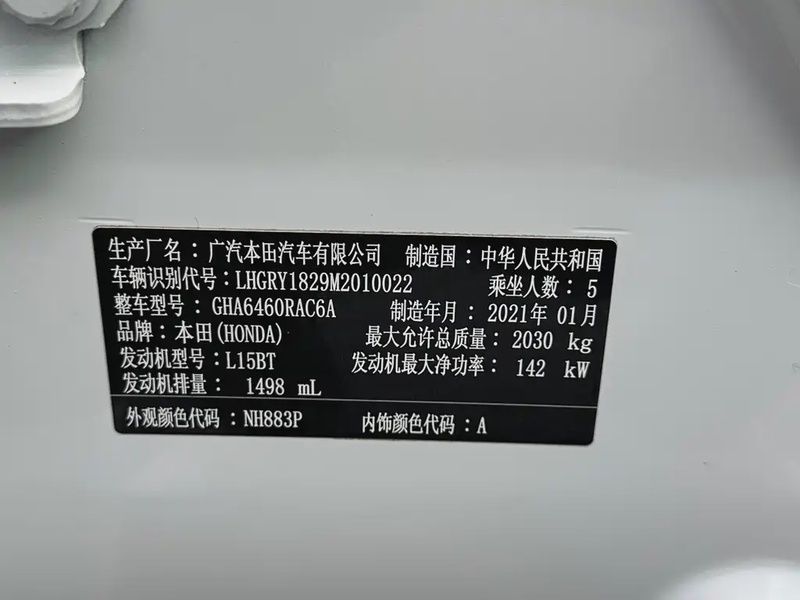 生产厂名：广汽本田汽车有限公司 制造国：中华人民共和国
车辆识别代号：LHGRY1829M2010022 乘坐人数：5
整车型号：GHA6460RAC6A 制造年月：2021年 01月
品牌：本田(HONDA) 最大允许总质量：2030 kg
发动机型号：L15BT 发动机最大净功率：142 kW
发动机排量：1498 mL
外观颜色代码：NH883P 内饰颜色代码：A